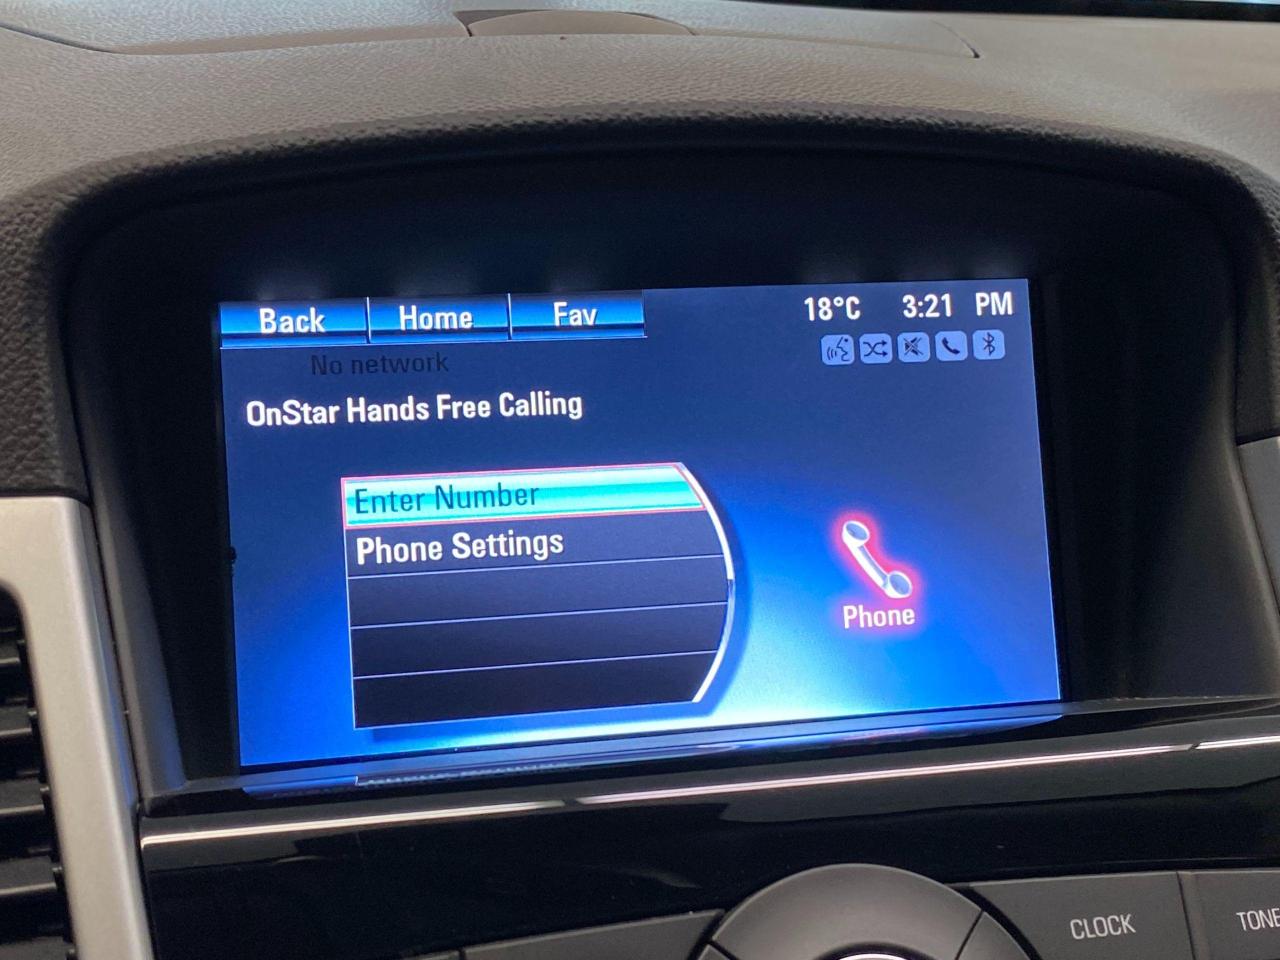 Back Home Fav 18°C 3:21 PM
No network
OnStar Hands Free Calling
Enter Number
Phone Settings
Phone
CLOCK
TONE